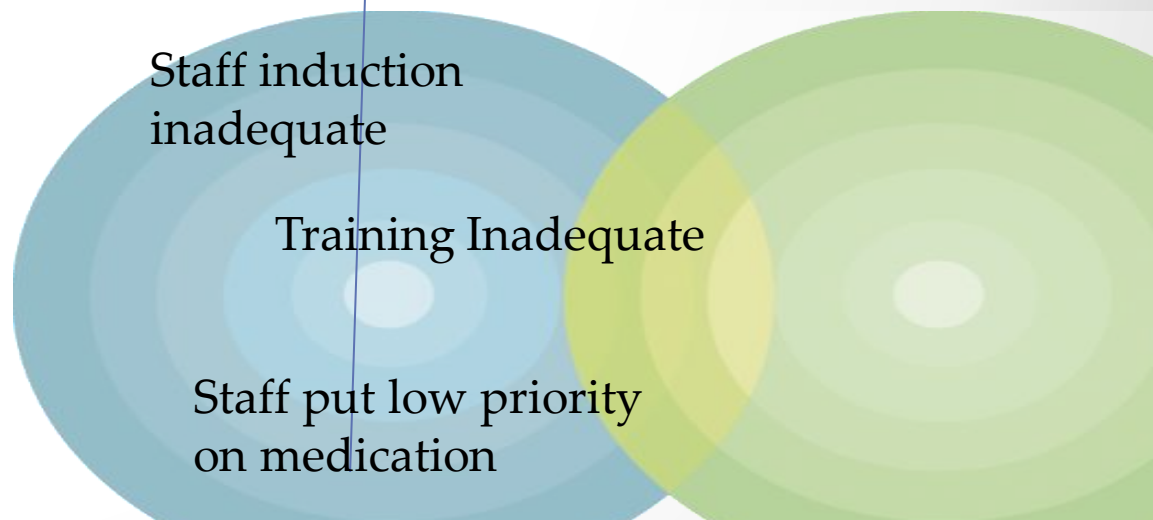 Staff induction
inadequate
Training Inadequate
Staff put low priority
on medication